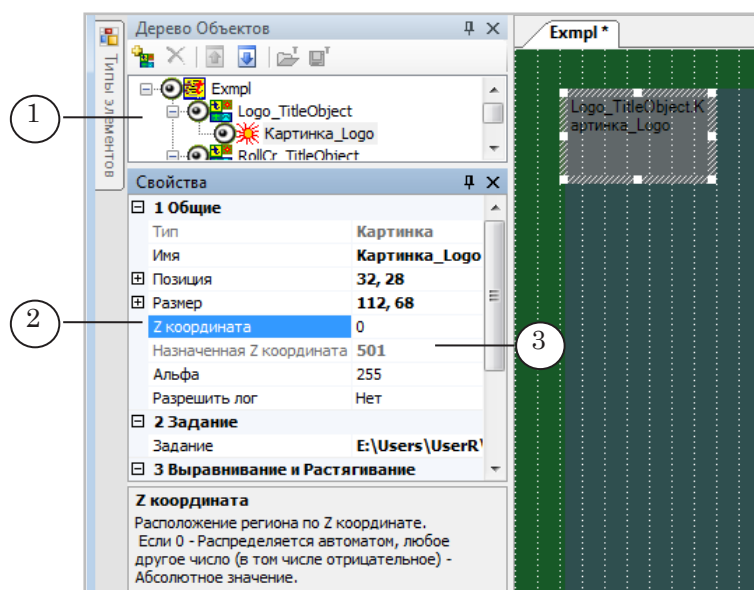 Дерево Объектов
Exmpl *
Типы элементов
Exmpl
Logo_TitleObject
Картинка_Logo
RollCr_TitleObject
1
Logo_TitleObject.К
артинка_Logo
Свойства
1 Общие
Тип Картинка
Имя Картинка_Logo
Позиция 32, 28
Размер 112, 68
Z координата 0
Назначенная Z координата 501
Альфа 255
Разрешить лог Нет
2 Задание
Задание E:\Users\UserR\
3 Выравнивание и Растягивание
2
3
Z координата
Расположение региона по Z координате.
Если 0 - Распределяется автоматом, любое
другое число (в том числе отрицательное) -
Абсолютное значение.